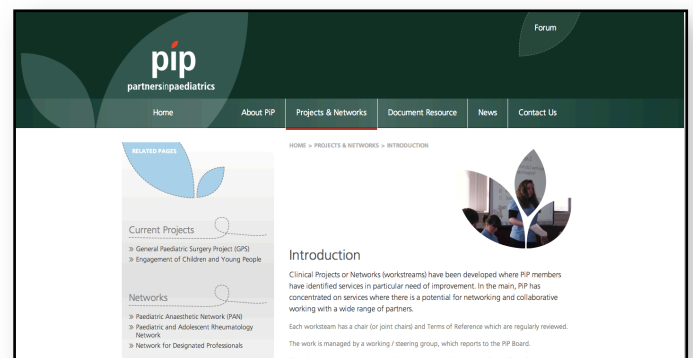 Forum
pip
partnersinpaediatrics
Home
About PiP
Projects & Networks
Document Resource
News
Contact Us
RELATED PAGES
HOME > PROJECTS & NETWORKS > INTRODUCTION
Current Projects
» General Paediatric Surgery Project (GPS)
» Engagement of Children and Young People
Networks
» Paediatric Anaesthetic Network (PAN)
» Paediatric and Adolescent Rheumatology
Network
» Network for Designated Professionals
Introduction
Clinical Projects or Networks (workstreams) have been developed where PiP members
have identified services in particular need of improvement. In the main, PiP has
concentrated on services where there is a potential for networking and collaborative
working with a wide range of partners.
Each worksteam has a chair (or joint chairs) and Terms of Reference which are regularly reviewed.
The work is managed by a working / steering group, which reports to the PiP Board.